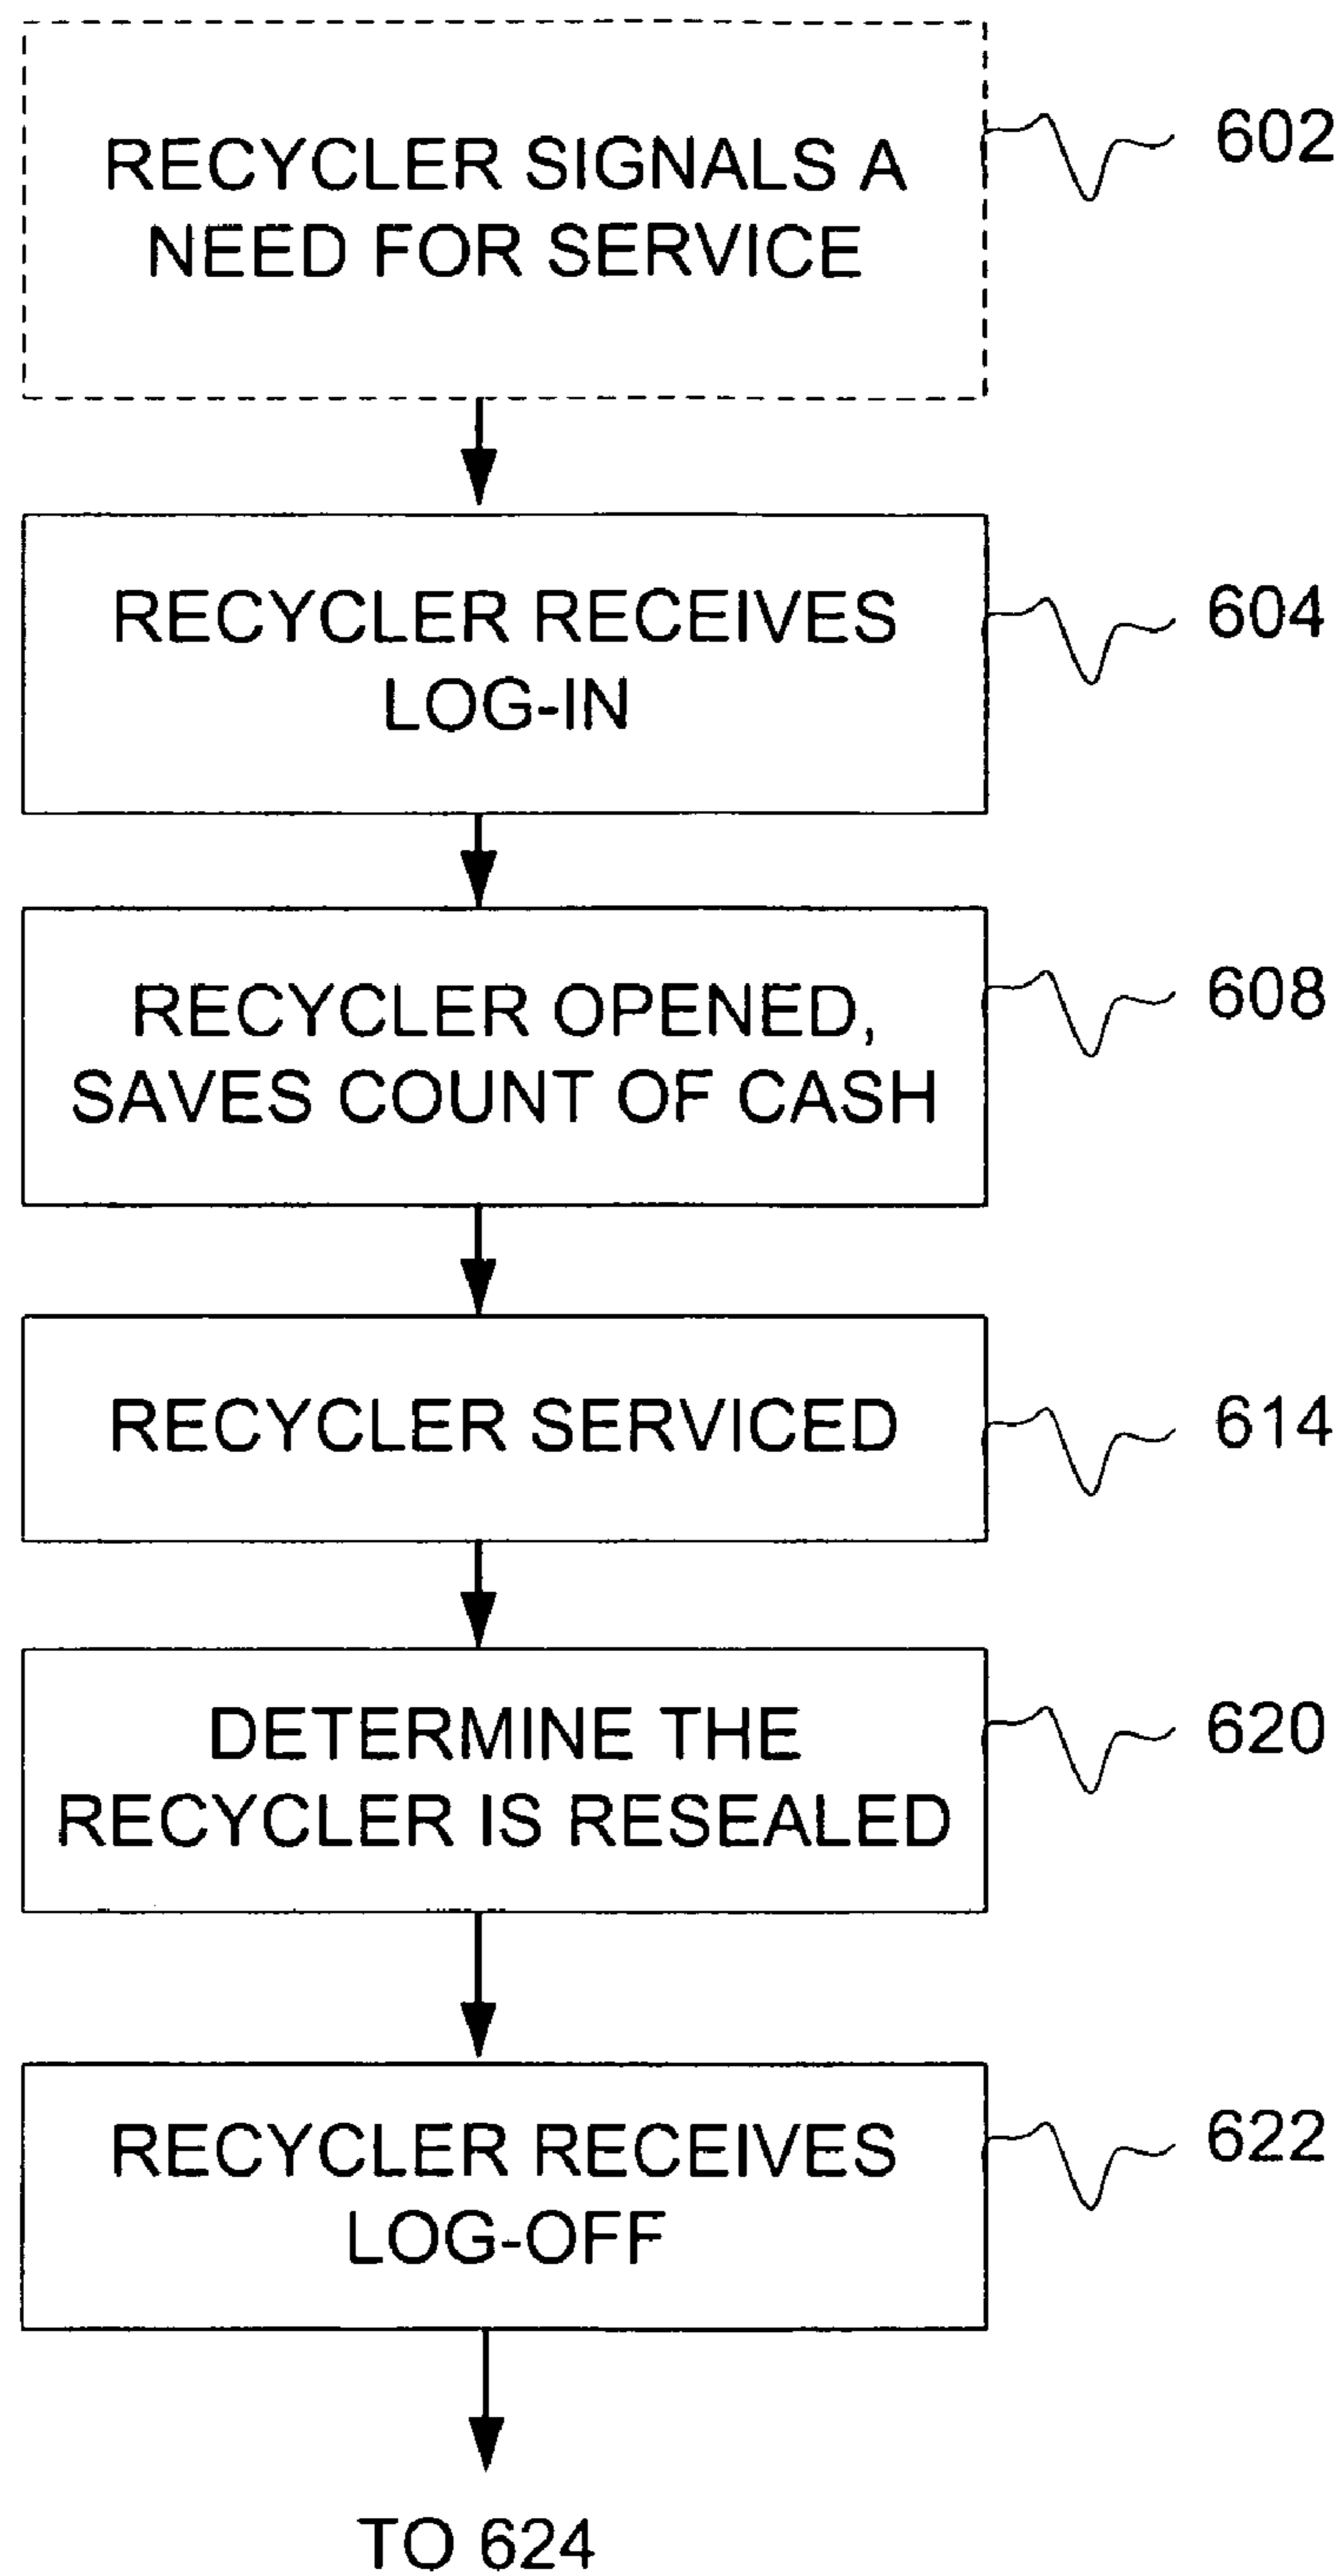 RECYCLER SIGNALS A
NEED FOR SERVICE
602
RECYCLER RECEIVES
LOG-IN
604
RECYCLER OPENED,
SAVES COUNT OF CASH
608
RECYCLER SERVICED
614
DETERMINE THE
RECYCLER IS RESEALED
620
RECYCLER RECEIVES
LOG-OFF
622
TO 624